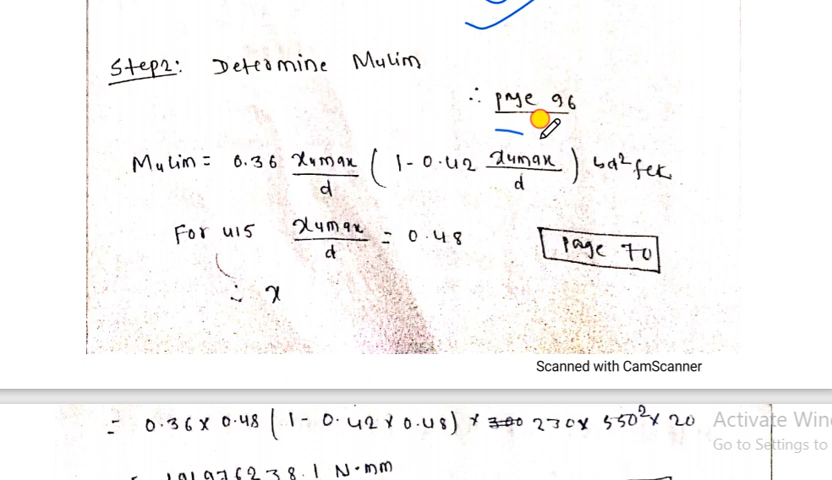 Step2: Determine Mulim
∴ page 96
Mulim = 0.36 xumax/d (1 - 0.42 xumax/d) bd² fck
For 415 xumax/d = 0.48
page 70
∴ x
Scanned with CamScanner
= 0.36 x 0.48 (1 - 0.42 x 0.48) x 230 x 550² x 20
Activate Win
Go to Settings to
= 191976238.1 N-mm